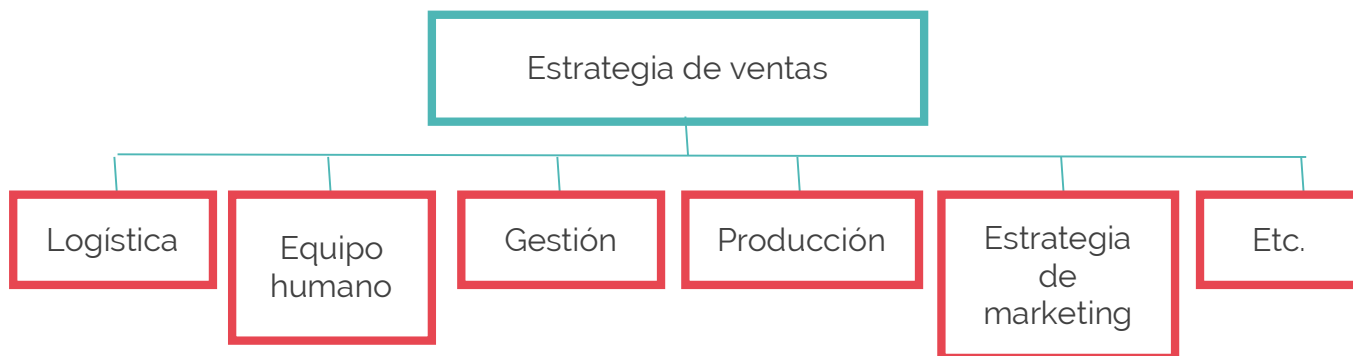 Estrategia de ventas
Logística
Equipo
humano
Gestión
Producción
Estrategia
de
marketing
Etc.